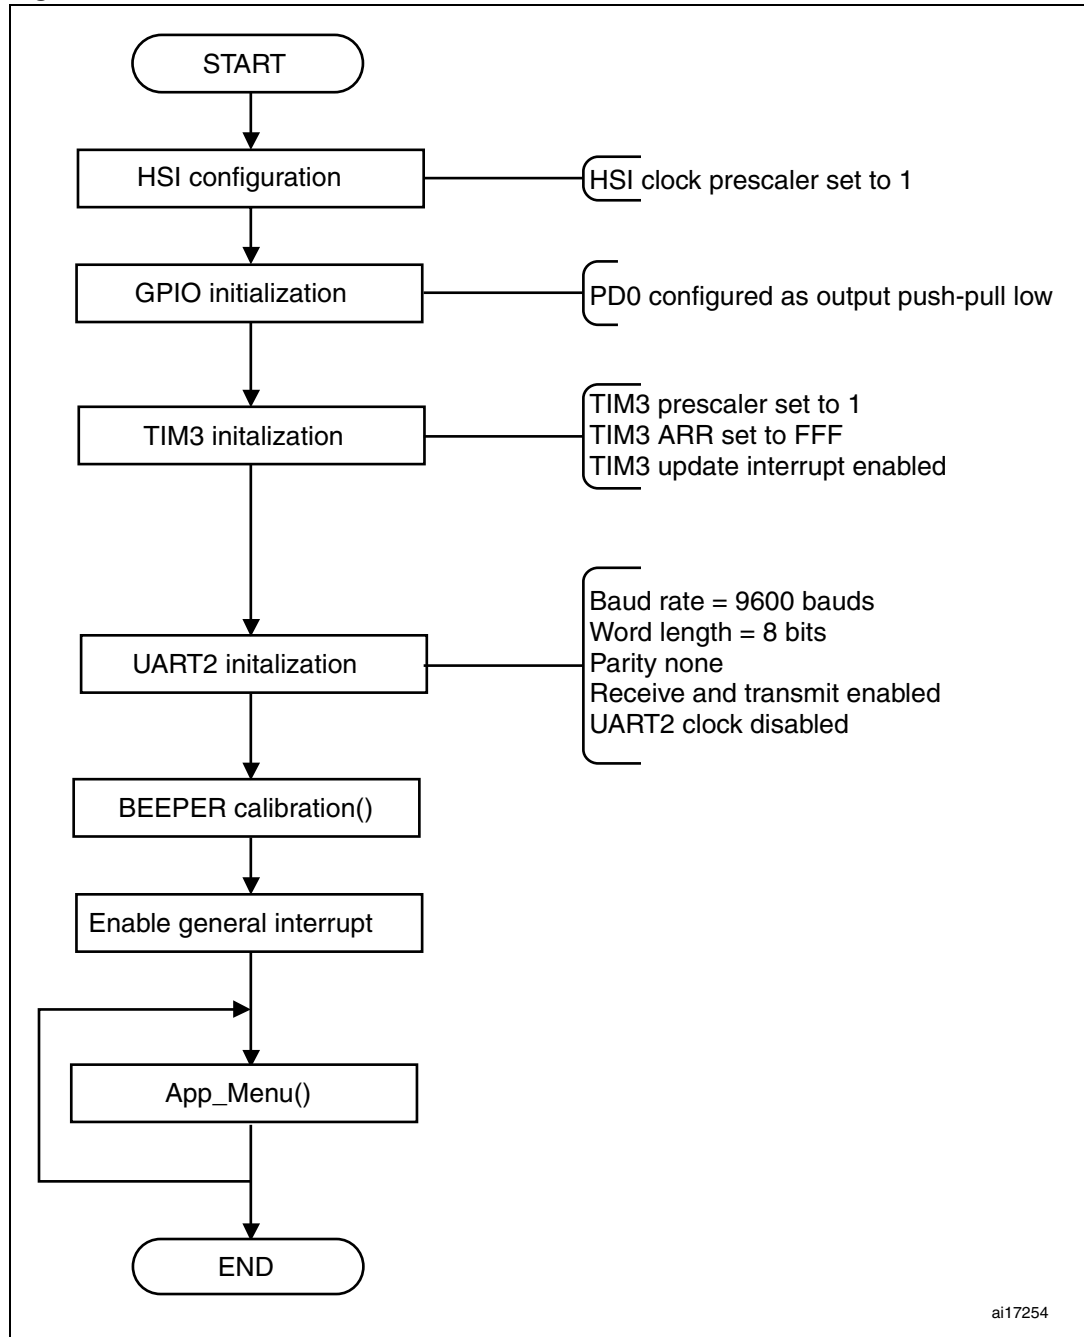 START
HSI configuration
HSI clock prescaler set to 1
GPIO initialization
PD0 configured as output push-pull low
TIM3 initalization
TIM3 prescaler set to 1
TIM3 ARR set to FFF
TIM3 update interrupt enabled
UART2 initalization
Baud rate = 9600 bauds
Word length = 8 bits
Parity none
Receive and transmit enabled
UART2 clock disabled
BEEPER calibration()
Enable general interrupt
App_Menu()
END
ai17254